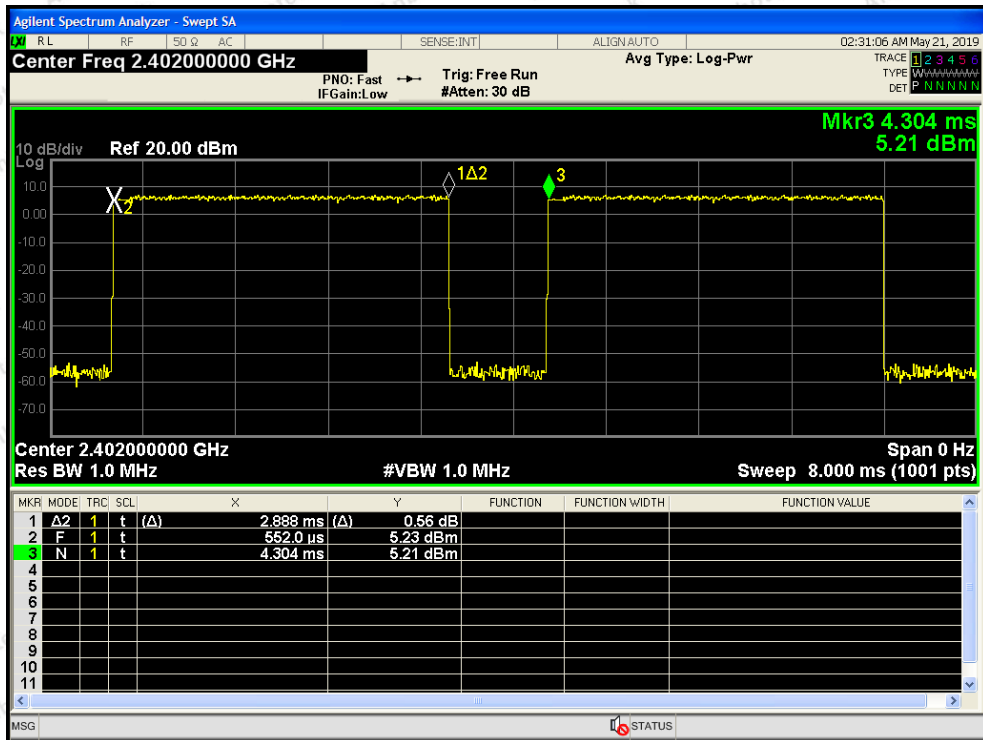 Agilent Spectrum Analyzer - Swept SA
LXI RL RF 50 Ω AC SENSE:INT ALIGN AUTO 02:31:06 AM May 21, 2019
Center Freq 2.402000000 GHz
PNO: Fast
IFGain:Low
Trig: Free Run
#Atten: 30 dB
Avg Type: Log-Pwr
TRACE 1 2 3 4 5 6
TYPE WWWWWW
DET P N N N N N
Mkr3 4.304 ms
5.21 dBm
10 dB/div Ref 20.00 dBm
Log
10.0
0.00
-10.0
-20.0
-30.0
-40.0
-50.0
-60.0
-70.0
X2
1Δ2
3
Center 2.402000000 GHz Span 0 Hz
Res BW 1.0 MHz #VBW 1.0 MHz Sweep 8.000 ms (1001 pts)
MKR MODE TRC SCL X Y FUNCTION FUNCTION WIDTH FUNCTION VALUE
1 Δ2 1 t (Δ) 2.888 ms (Δ) 0.56 dB
2 F 1 t 552.0 µs 5.23 dBm
3 N 1 t 4.304 ms 5.21 dBm
4
5
6
7
8
9
10
11
MSG STATUS